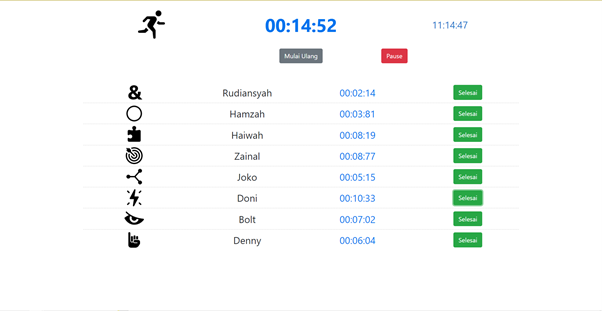 00:14:52 11:14:47
Mulai Ulang Pause
& Rudiansyah 00:02:14 Selesai
Hamzah 00:03:81 Selesai
Haiwah 00:08:19 Selesai
Zainal 00:08:77 Selesai
Joko 00:05:15 Selesai
Doni 00:10:33 Selesai
Bolt 00:07:02 Selesai
Denny 00:06:04 Selesai